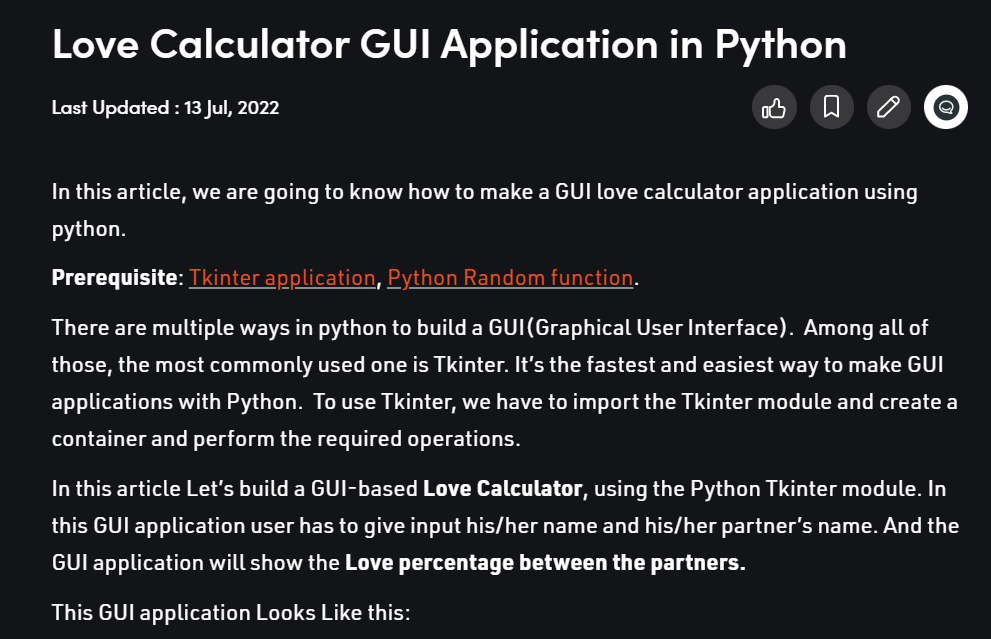 Love Calculator GUI Application in Python
Last Updated : 13 Jul, 2022
In this article, we are going to know how to make a GUI love calculator application using
python.
Prerequisite: Tkinter application, Python Random function.
There are multiple ways in python to build a GUI(Graphical User Interface).  Among all of
those, the most commonly used one is Tkinter. It’s the fastest and easiest way to make GUI
applications with Python.  To use Tkinter, we have to import the Tkinter module and create a
container and perform the required operations.
In this article Let’s build a GUI-based Love Calculator, using the Python Tkinter module. In
this GUI application user has to give input his/her name and his/her partner’s name. And the
GUI application will show the Love percentage between the partners.
This GUI application Looks Like this: